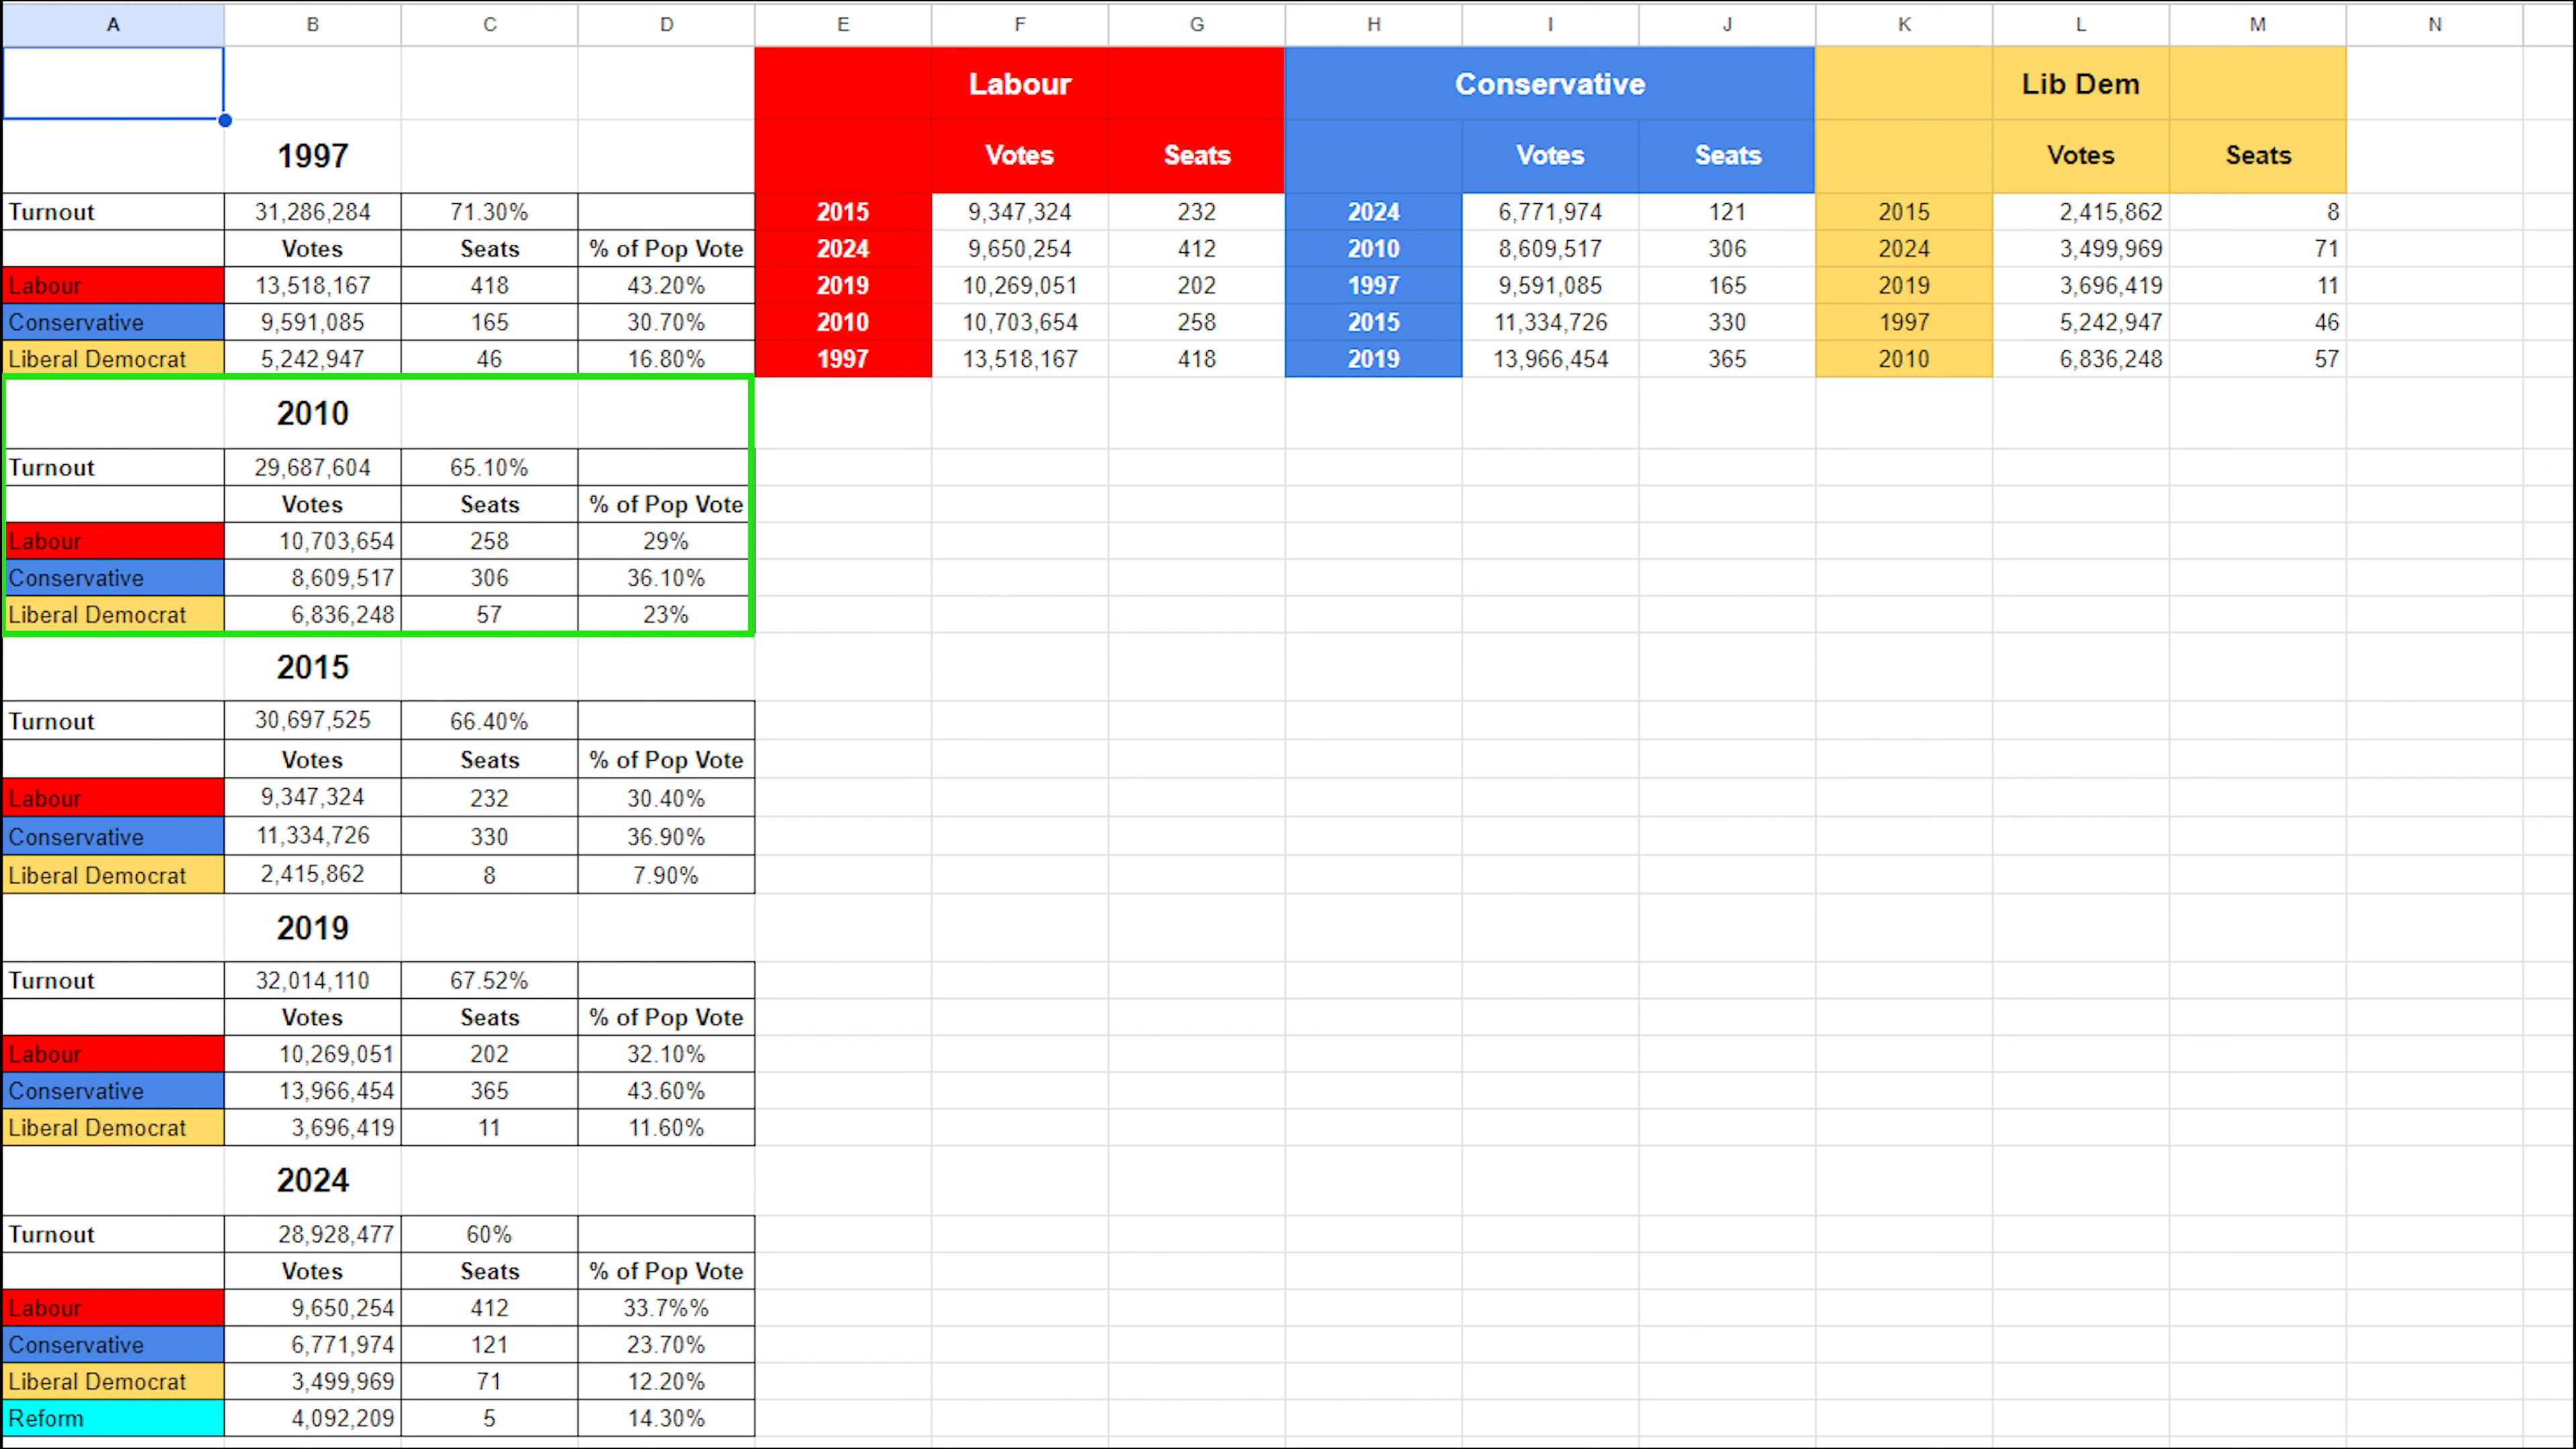 A B C D E F G H I J K L M N
Labour Conservative Lib Dem
1997 Votes Seats Votes Seats Votes Seats
Turnout 31,286,284 71.30% 2015 9,347,324 232 2024 6,771,974 121 2015 2,415,862 8
Votes Seats % of Pop Vote 2024 9,650,254 412 2010 8,609,517 306 2024 3,499,969 71
Labour 13,518,167 418 43.20% 2019 10,269,051 202 1997 9,591,085 165 2019 3,696,419 11
Conservative 9,591,085 165 30.70% 2010 10,703,654 258 2015 11,334,726 330 1997 5,242,947 46
Liberal Democrat 5,242,947 46 16.80% 1997 13,518,167 418 2019 13,966,454 365 2010 6,836,248 57
2010
Turnout 29,687,604 65.10%
Votes Seats % of Pop Vote
Labour 10,703,654 258 29%
Conservative 8,609,517 306 36.10%
Liberal Democrat 6,836,248 57 23%
2015
Turnout 30,697,525 66.40%
Votes Seats % of Pop Vote
Labour 9,347,324 232 30.40%
Conservative 11,334,726 330 36.90%
Liberal Democrat 2,415,862 8 7.90%
2019
Turnout 32,014,110 67.52%
Votes Seats % of Pop Vote
Labour 10,269,051 202 32.10%
Conservative 13,966,454 365 43.60%
Liberal Democrat 3,696,419 11 11.60%
2024
Turnout 28,928,477 60%
Votes Seats % of Pop Vote
Labour 9,650,254 412 33.7%%
Conservative 6,771,974 121 23.70%
Liberal Democrat 3,499,969 71 12.20%
Reform 4,092,209 5 14.30%